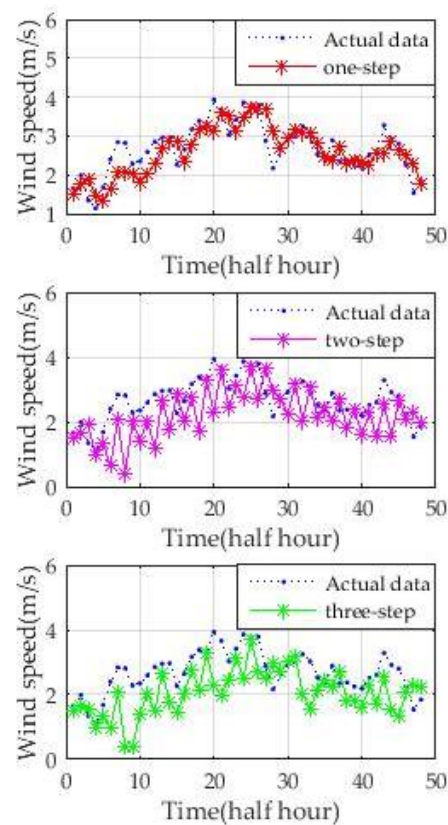 6
5
4
3
2
1
Wind speed(m/s)
Actual data
one-step
0 10 20 30 40 50
Time(half hour)
6
4
2
0
Wind speed(m/s)
Actual data
two-step
0 10 20 30 40 50
Time(half hour)
6
4
2
0
Wind speed(m/s)
Actual data
three-step
0 10 20 30 40 50
Time(half hour)